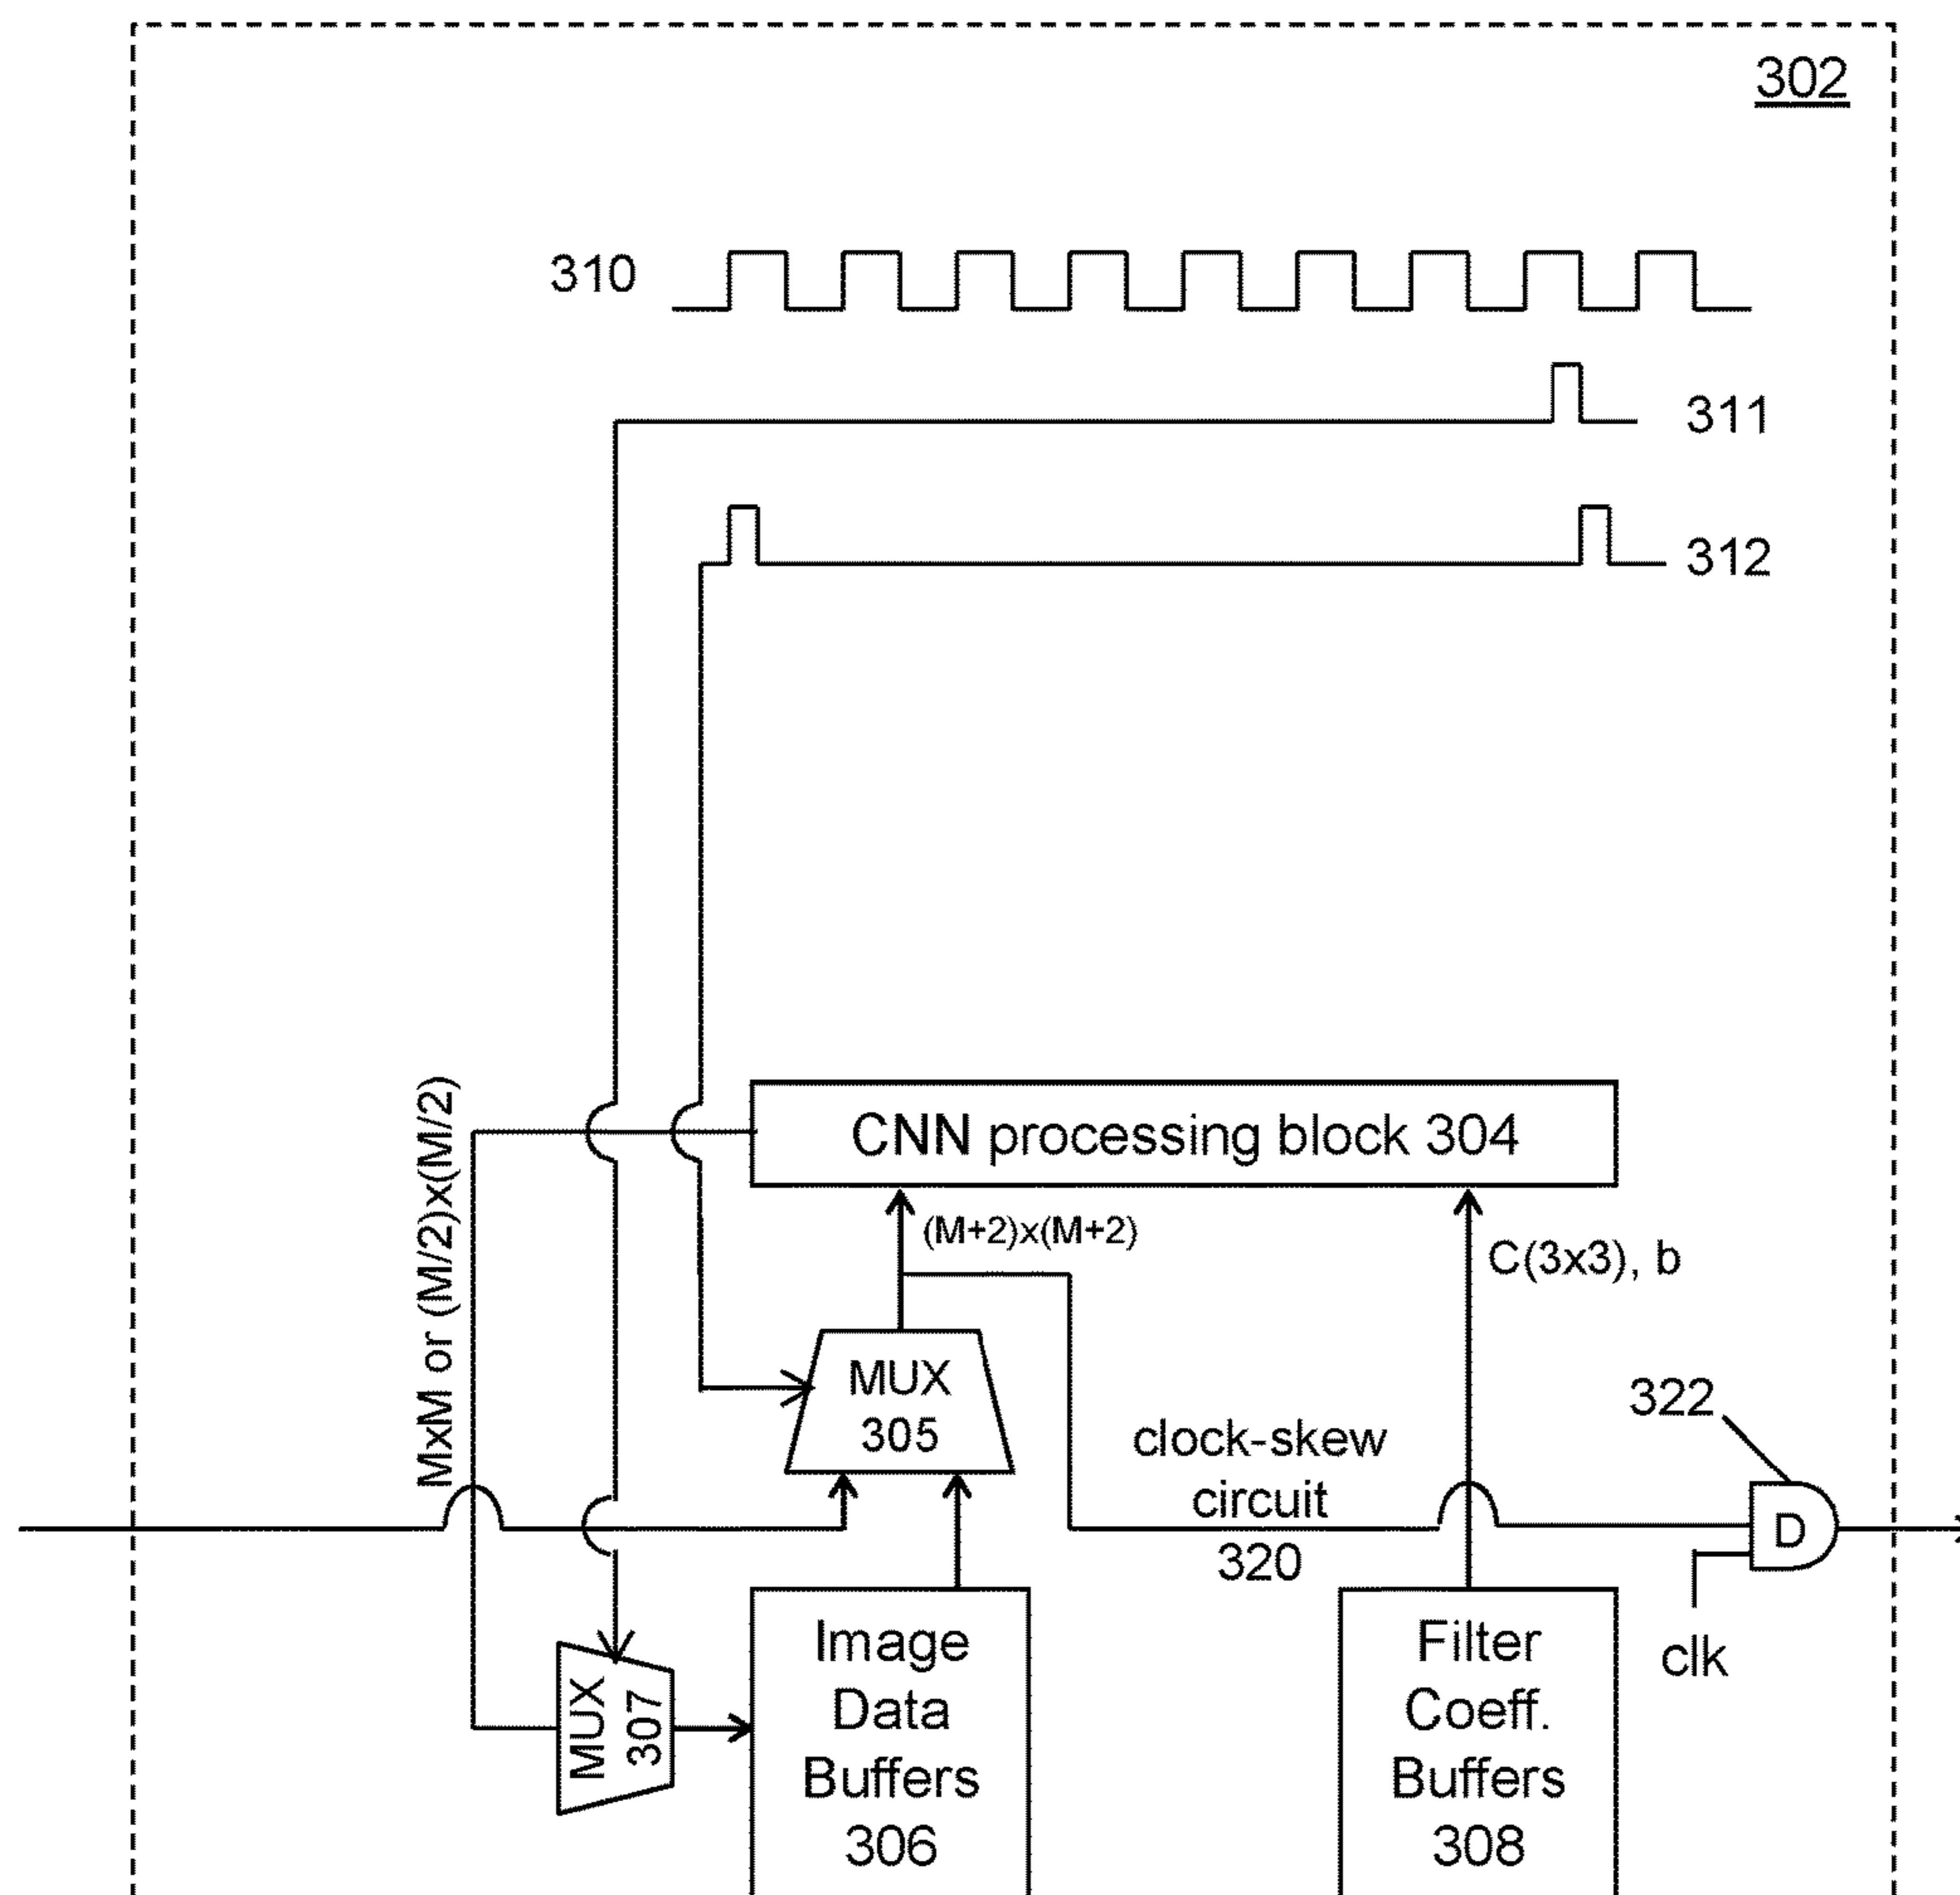 302
310
311
312
MxM or (M/2)x(M/2)
CNN processing block 304
(M+2)x(M+2)
C(3x3), b
MUX
305
clock-skew
circuit
320
322
D
clk
MUX
307
Image
Data
Buffers
306
Filter
Coeff.
Buffers
308